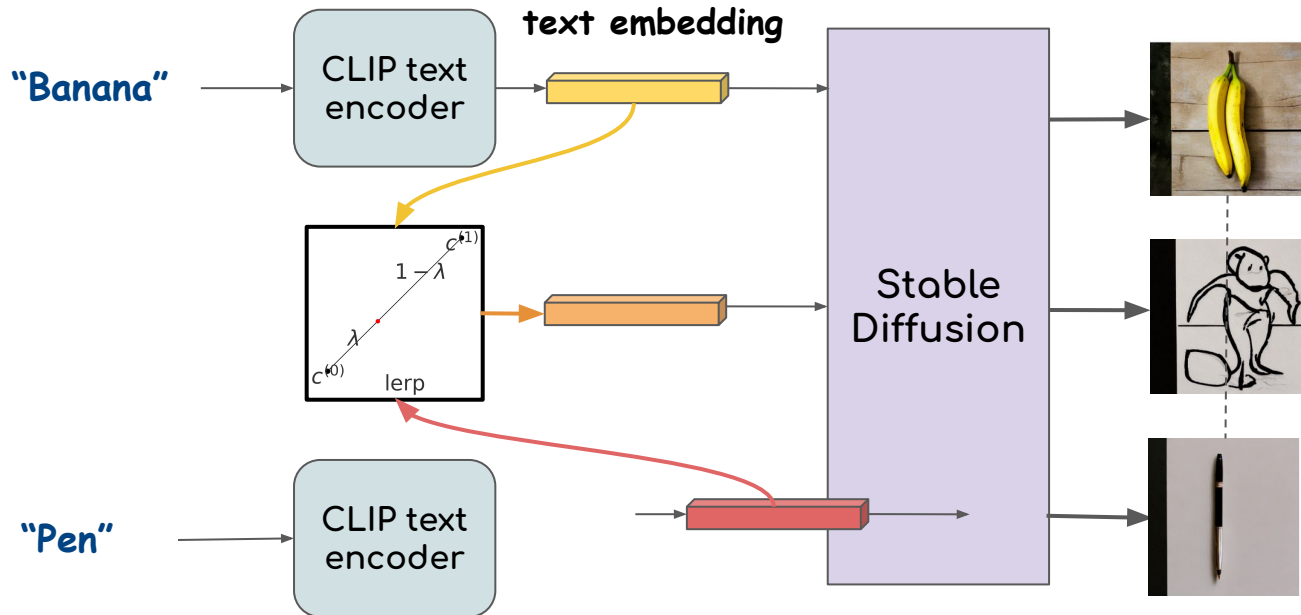 text embedding
“Banana”
CLIP text
encoder
c(1)
1 − λ
λ
c(0)
lerp
Stable
Diffusion
“Pen”
CLIP text
encoder